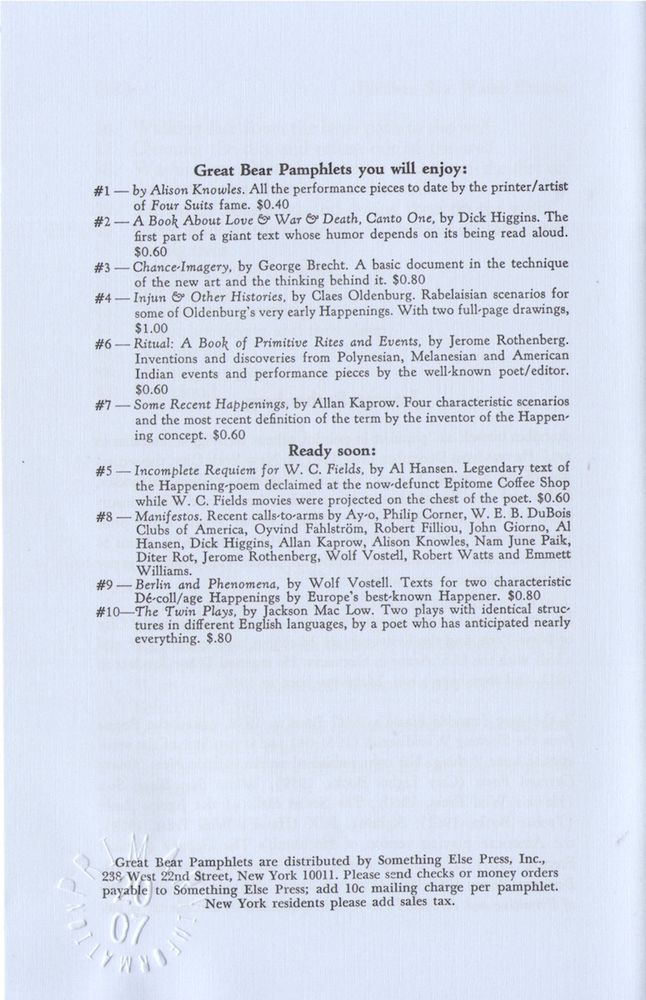 Great Bear Pamphlets you will enjoy:
#1 — by Alison Knowles. All the performance pieces to date by the printer/artist
of Four Suits fame. $0.40
#2 — A Book About Love & War & Death, Canto One, by Dick Higgins. The
first part of a giant text whose humor depends on its being read aloud.
$0.60
#3 — Chance-Imagery, by George Brecht. A basic document in the technique
of the new art and the thinking behind it. $0.80
#4 — Injun & Other Histories, by Claes Oldenburg. Rabelaisian scenarios for
some of Oldenburg's very early Happenings. With two full-page drawings,
$1.00
#6 — Ritual: A Book of Primitive Rites and Events, by Jerome Rothenberg.
Inventions and discoveries from Polynesian, Melanesian and American
Indian events and performance pieces by the well-known poet/editor.
$0.60
#7 — Some Recent Happenings, by Allan Kaprow. Four characteristic scenarios
and the most recent definition of the term by the inventor of the Happen-
ing concept. $0.60
Ready soon:
#5 — Incomplete Requiem for W. C. Fields, by Al Hansen. Legendary text of
the Happening-poem declaimed at the now-defunct Epitome Coffee Shop
while W. C. Fields movies were projected on the chest of the poet. $0.60
#8 — Manifestos. Recent calls-to-arms by Ay-o, Philip Corner, W. E. B. DuBois
Clubs of America, Oyvind Fahlström, Robert Filliou, John Giorno, Al
Hansen, Dick Higgins, Allan Kaprow, Alison Knowles, Nam June Paik,
Diter Rot, Jerome Rothenberg, Wolf Vostell, Robert Watts and Emmett
Williams.
#9 — Berlin and Phenomena, by Wolf Vostell. Texts for two characteristic
Dé-coll/age Happenings by Europe's best-known Happener. $0.80
#10—The Twin Plays, by Jackson Mac Low. Two plays with identical struc-
tures in different English languages, by a poet who has anticipated nearly
everything. $.80
Great Bear Pamphlets are distributed by Something Else Press, Inc.,
238 West 22nd Street, New York 10011. Please send checks or money orders
payable to Something Else Press; add 10c mailing charge per pamphlet.
New York residents please add sales tax.
PRIMARY INFORMATION
07